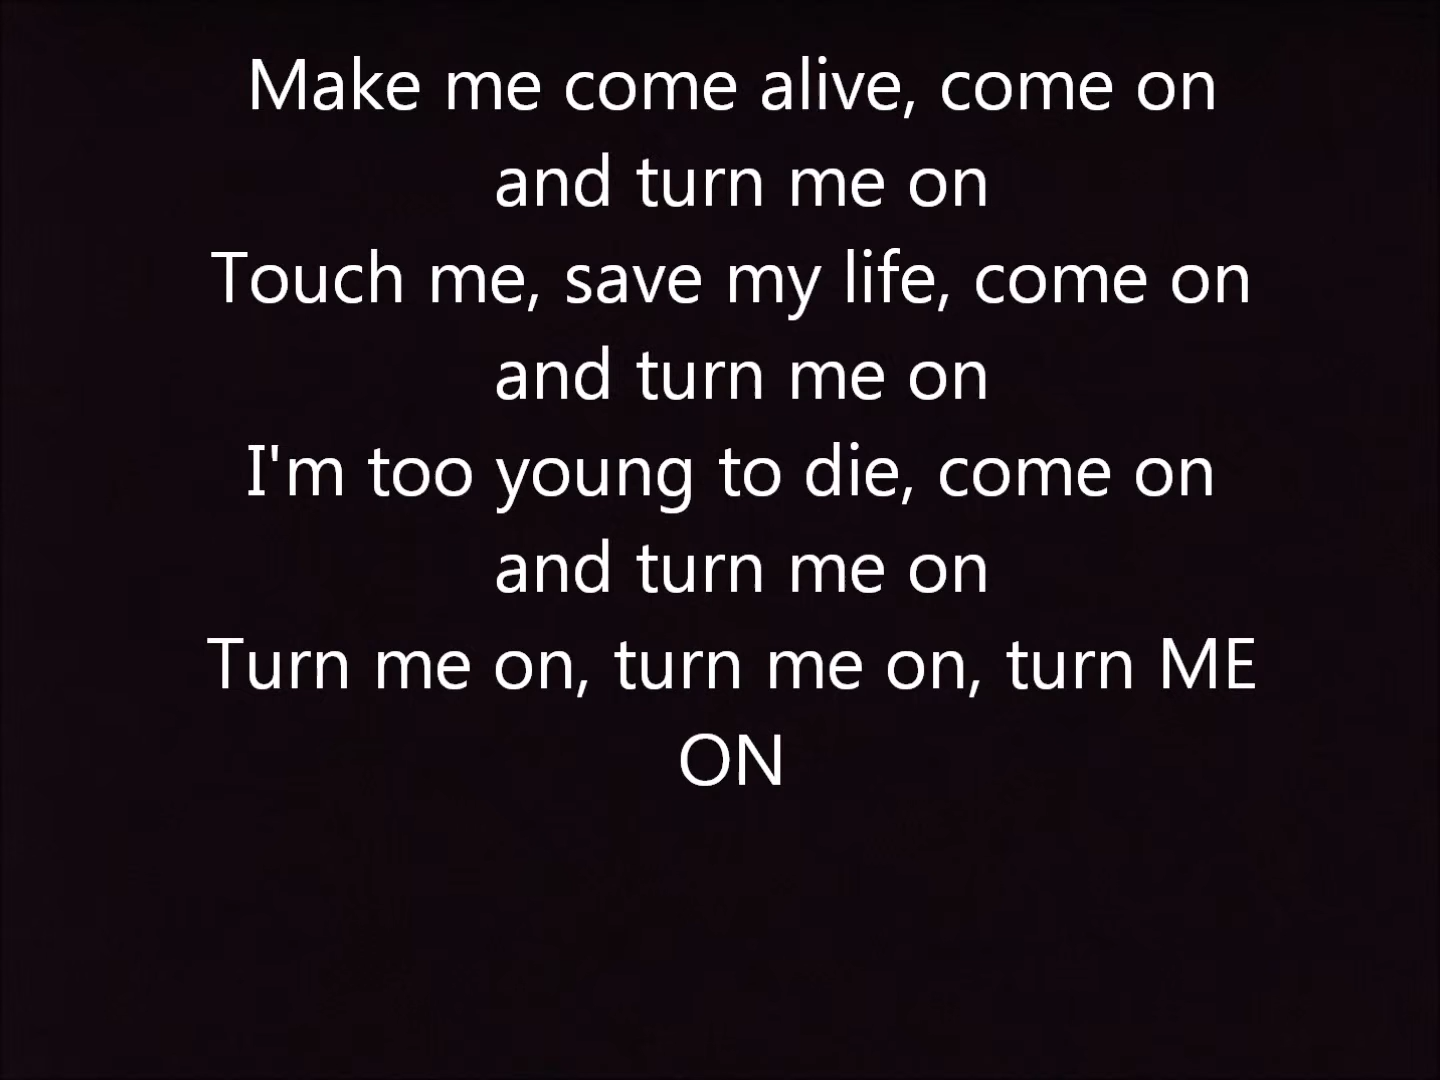 Make me come alive, come on
and turn me on
Touch me, save my life, come on
and turn me on
I'm too young to die, come on
and turn me on
Turn me on, turn me on, turn ME
ON